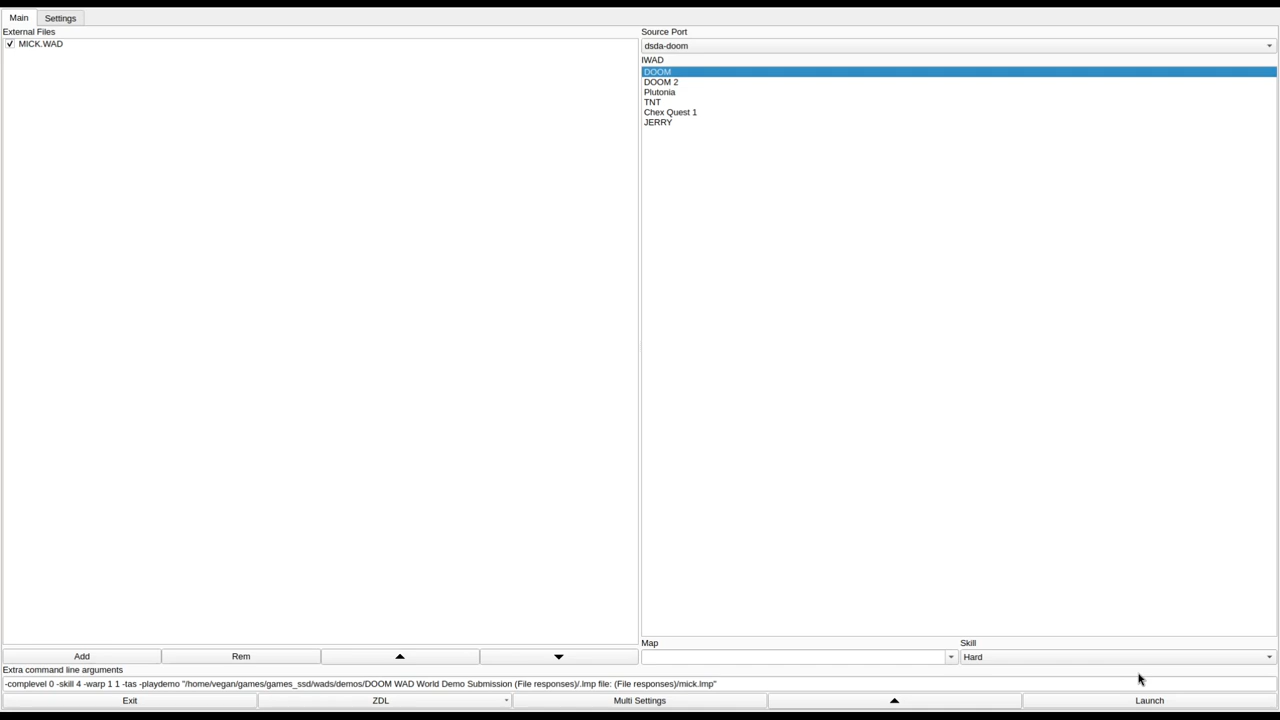 Main Settings
External Files
MICK.WAD
Source Port
dsda-doom
IWAD
DOOM
DOOM 2
Plutonia
TNT
Chex Quest 1
JERRY
Map Skill
Hard
Add Rem
Extra command line arguments
-complevel 0 -skill 4 -warp 1 1 -tas -playdemo "/home/vegan/games/games_ssd/wads/demos/DOOM WAD World Demo Submission (File responses)/.lmp file: (File responses)/mick.lmp"
Exit ZDL Multi Settings Launch